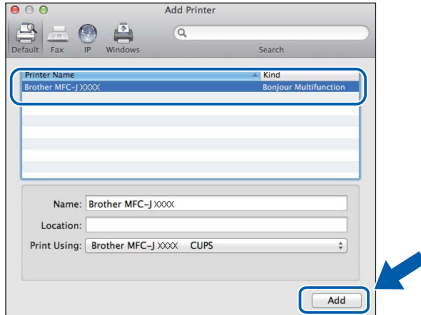 Add Printer
Default Fax IP Windows Search
Printer Name Kind
Brother MFC-J XXXX Bonjour Multifunction
Name: Brother MFC-J XXXX
Location:
Print Using: Brother MFC-J XXXX CUPS
Add